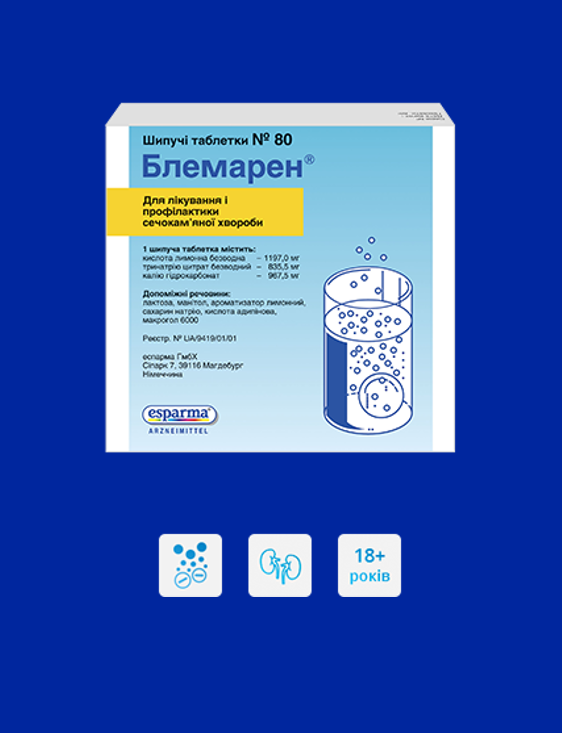 Шипучі таблетки № 80
Блемарен®
Для лікування і
профілактики
сечокам'яної хвороби
1 шипуча таблетка містить:
кислота лимонна безводна – 1197,0 мг
тринатрію цитрат безводний – 835,5 мг
калію гідрокарбонат – 967,5 мг
Допоміжні речовини:
лактоза, манітол, ароматизатор лимонний,
сахарин натрію, кислота адипінова,
макрогол 6000
Реєстр. № UA/9419/01/01
еспарма ГмбХ
Сіпарк 7, 39116 Магдебург
Німеччина
esparma®
ARZNEIMITTEL
18+
років